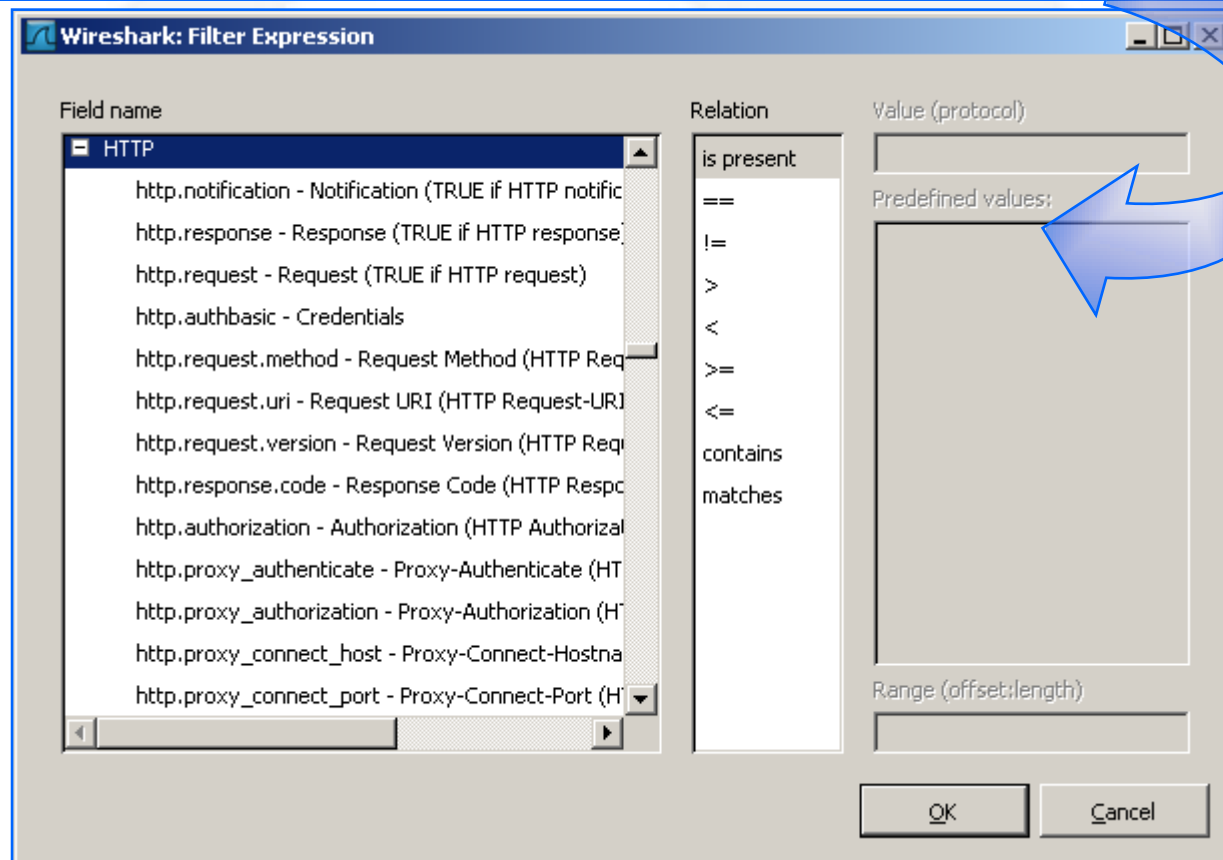 Wireshark: Filter Expression
Field name
HTTP
http.notification - Notification (TRUE if HTTP notific
http.response - Response (TRUE if HTTP response)
http.request - Request (TRUE if HTTP request)
http.authbasic - Credentials
http.request.method - Request Method (HTTP Req
http.request.uri - Request URI (HTTP Request-URI
http.request.version - Request Version (HTTP Requ
http.response.code - Response Code (HTTP Respo
http.authorization - Authorization (HTTP Authorizat
http.proxy_authenticate - Proxy-Authenticate (HT
http.proxy_authorization - Proxy-Authorization (HT
http.proxy_connect_host - Proxy-Connect-Hostna
http.proxy_connect_port - Proxy-Connect-Port (HT
Relation
is present
==
!=
>
<
>=
<=
contains
matches
Value (protocol)
Predefined values:
Range (offset:length)
OK
Cancel